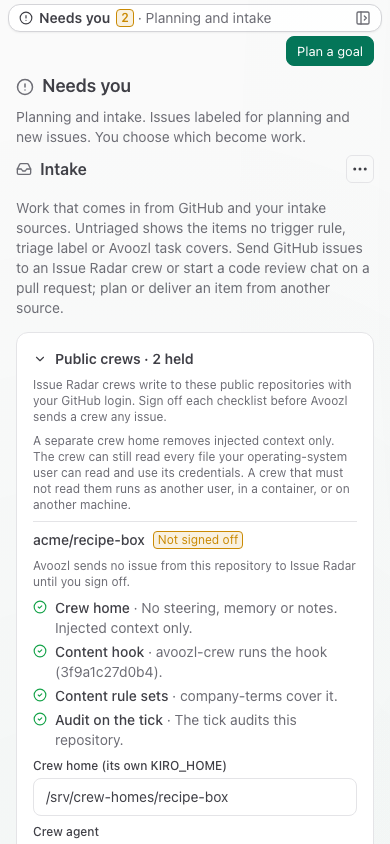 Needs you 2 · Planning and intake
Plan a goal
Needs you
Planning and intake. Issues labeled for planning and
new issues. You choose which become work.
Intake
Work that comes in from GitHub and your intake
sources. Untriaged shows the items no trigger rule,
triage label or Avoozl task covers. Send GitHub issues
to an Issue Radar crew or start a code review chat on a
pull request; plan or deliver an item from another
source.
Public crews · 2 held
Issue Radar crews write to these public repositories with
your GitHub login. Sign off each checklist before Avoozl
sends a crew any issue.
A separate crew home removes injected context only.
The crew can still read every file your operating-system
user can read and use its credentials. A crew that must
not read them runs as another user, in a container, or on
another machine.
acme/recipe-box Not signed off
Avoozl sends no issue from this repository to Issue Radar
until you sign off.
Crew home · No steering, memory or notes.
Injected context only.
Content hook · avoozl-crew runs the hook
(3f9a1c27d0b4).
Content rule sets · company-terms cover it.
Audit on the tick · The tick audits this
repository.
Crew home (its own KIRO_HOME)
/srv/crew-homes/recipe-box
Crew agent